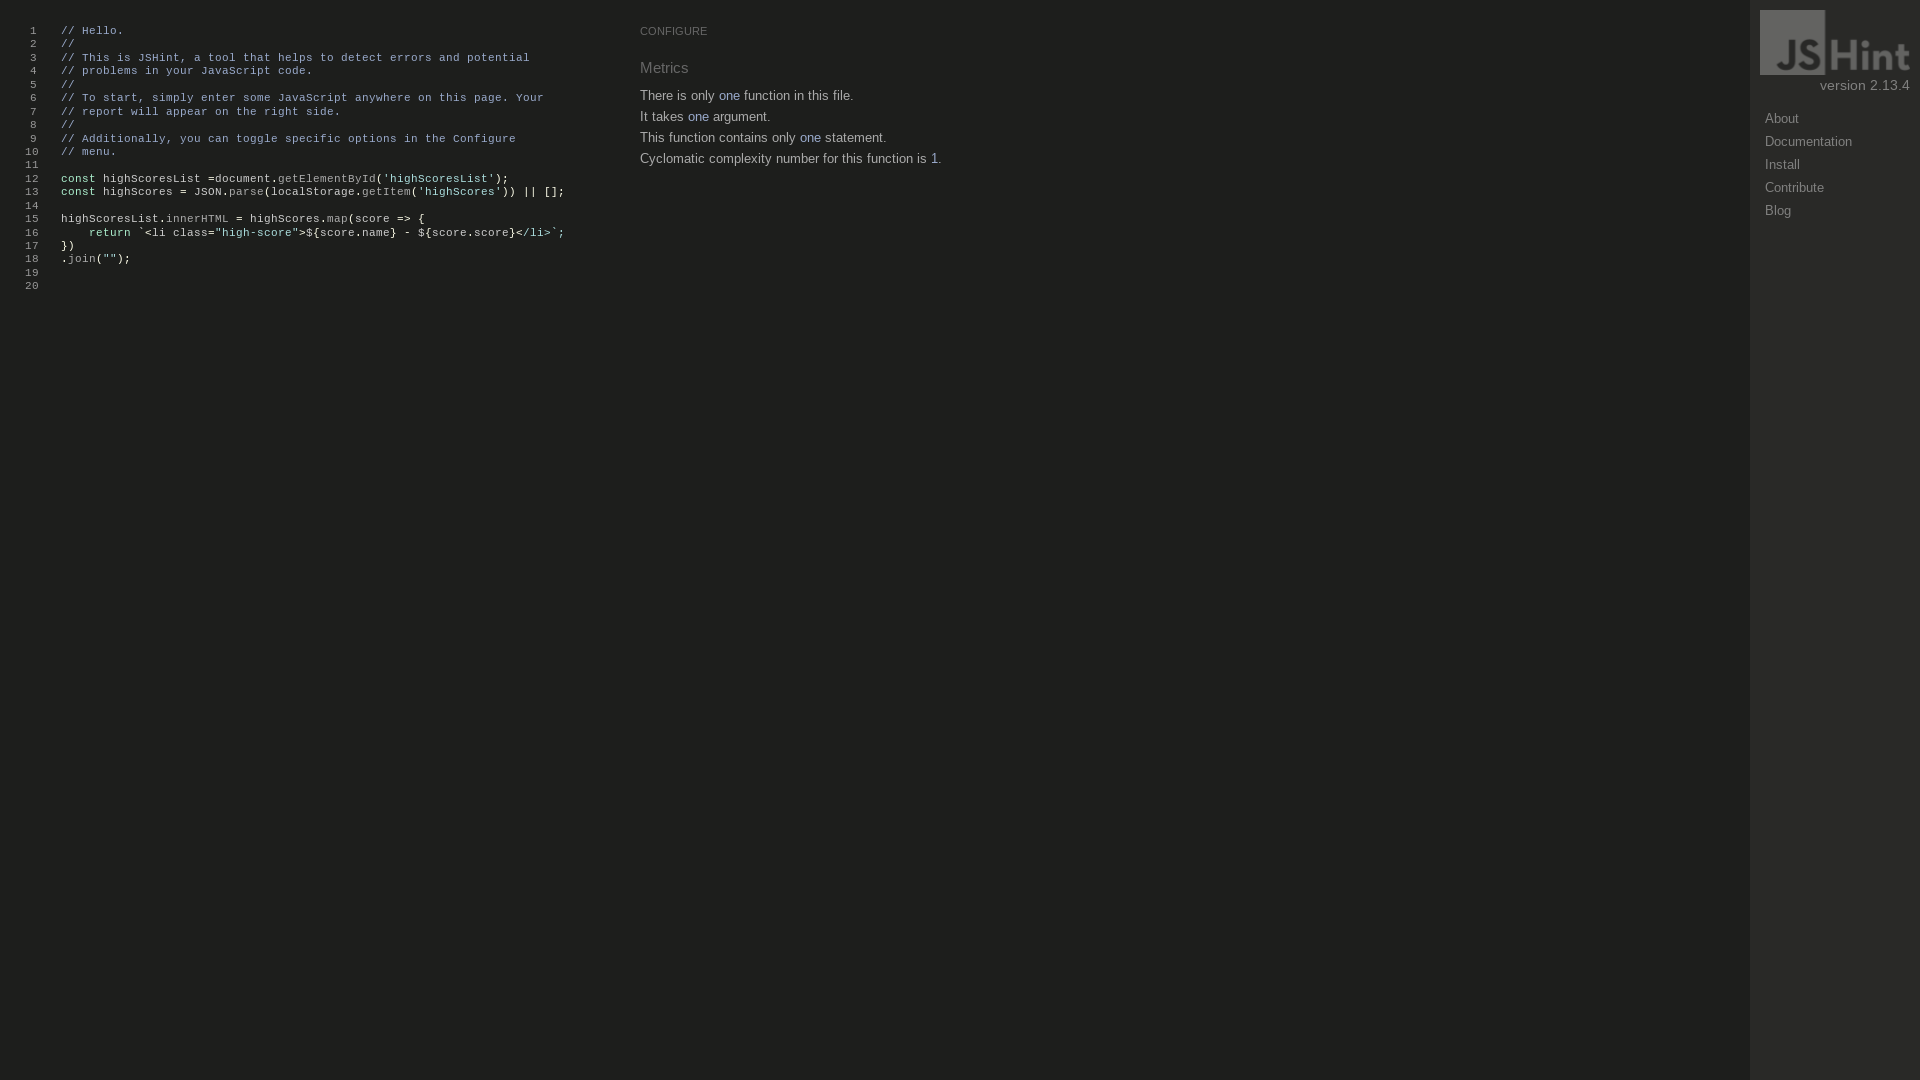 1 // Hello.
2 //
3 // This is JSHint, a tool that helps to detect errors and potential
4 // problems in your JavaScript code.
5 //
6 // To start, simply enter some JavaScript anywhere on this page. Your
7 // report will appear on the right side.
8 //
9 // Additionally, you can toggle specific options in the Configure
10 // menu.
11
12 const highScoresList =document.getElementById('highScoresList');
13 const highScores = JSON.parse(localStorage.getItem('highScores')) || [];
14
15 highScoresList.innerHTML = highScores.map(score => {
16     return `<li class="high-score">${score.name} - ${score.score}</li>`;
17 })
18 .join("");
19
20
CONFIGURE
Metrics
There is only one function in this file.
It takes one argument.
This function contains only one statement.
Cyclomatic complexity number for this function is 1.
JSHint
version 2.13.4
About
Documentation
Install
Contribute
Blog